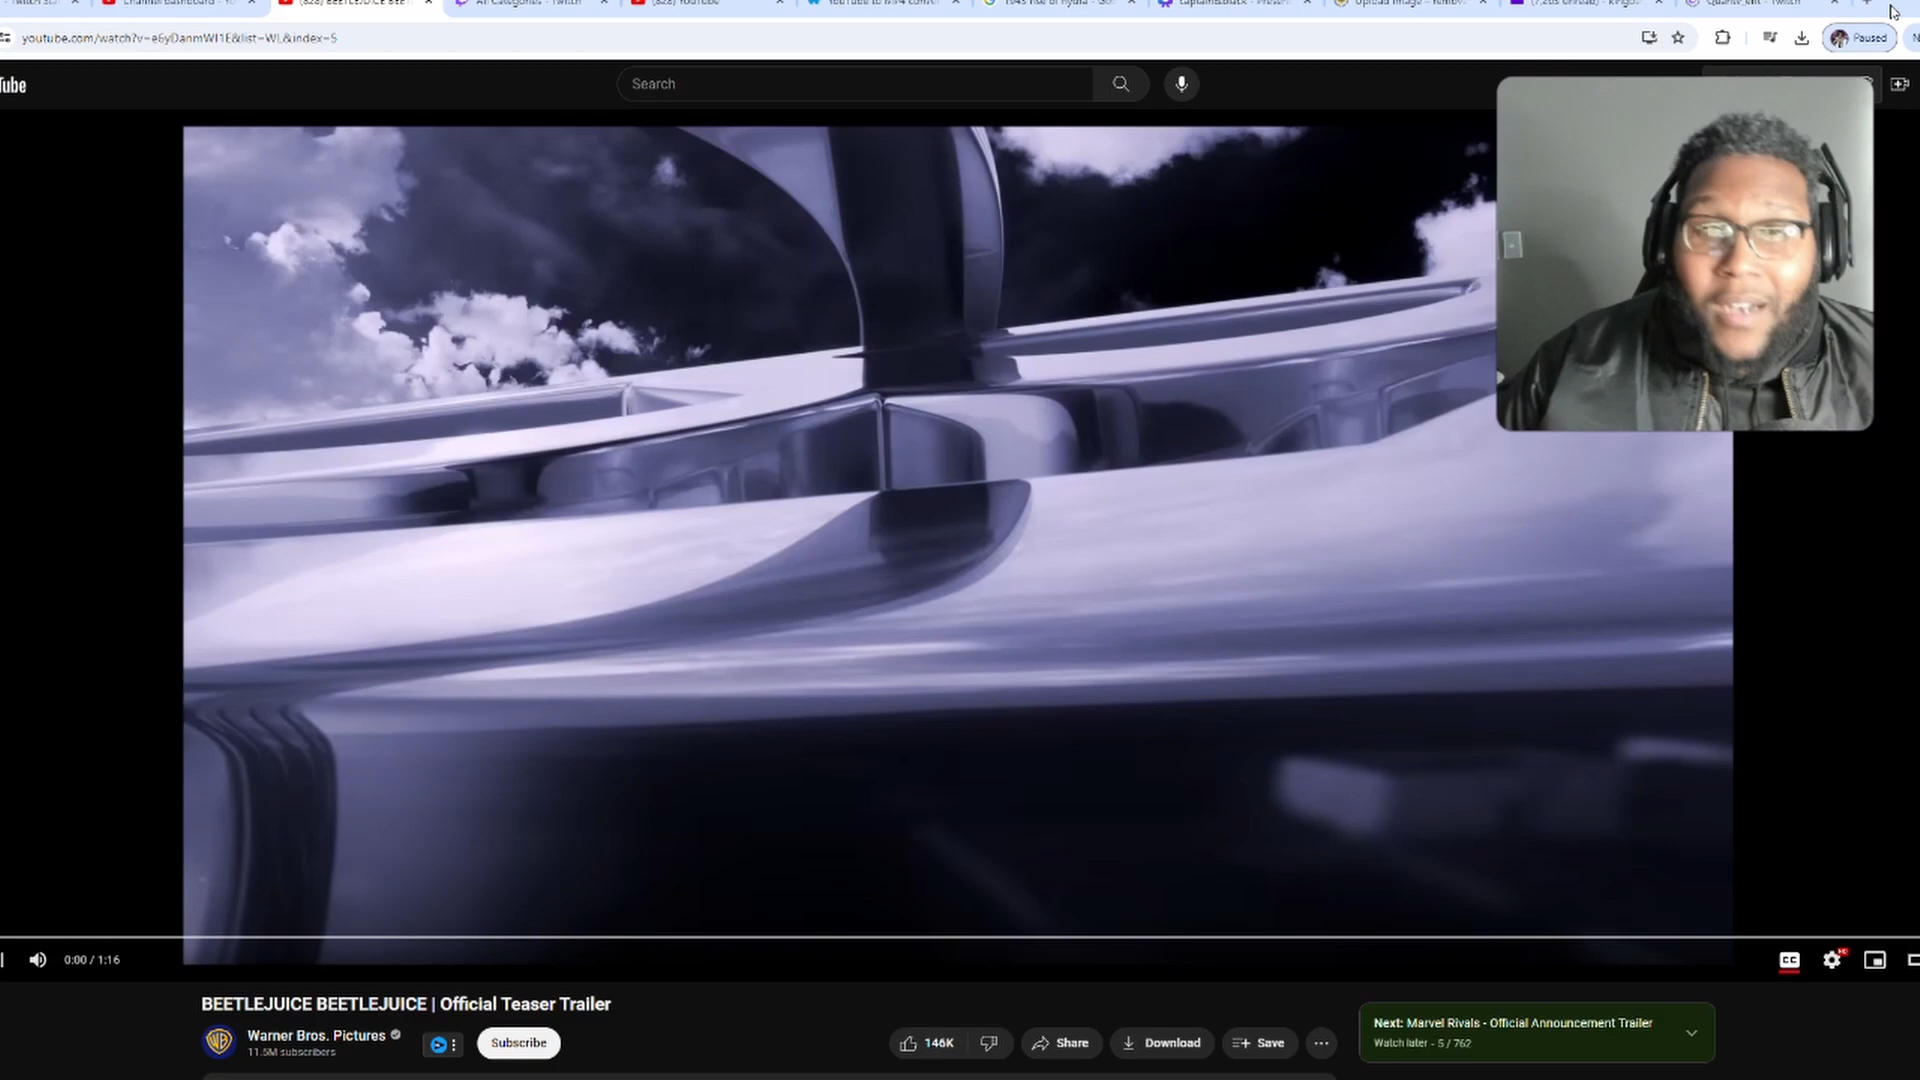 youtube.com/watch?v=e6yDanmWI1E&list=WL&index=5
Paused
Tube
Search
0:00 / 1:16
CC
BEETLEJUICE BEETLEJUICE | Official Teaser Trailer
Warner Bros. Pictures
11.5M subscribers
Subscribe
146K
Share
Download
Save
Next: Marvel Rivals - Official Announcement Trailer
Watch later - 5 / 762